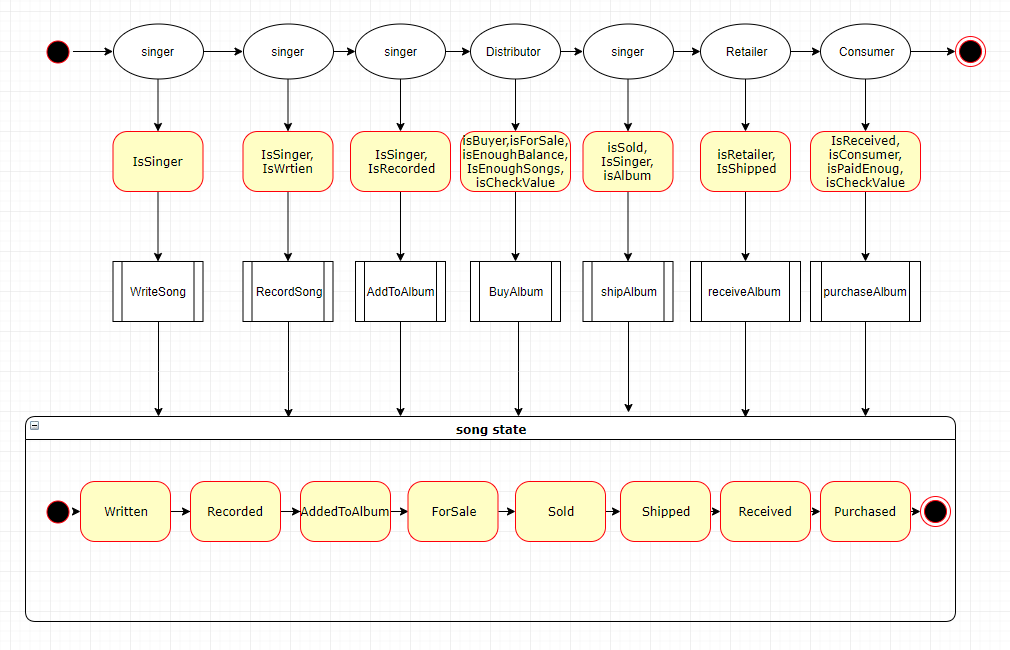 singer
singer
singer
Distributor
singer
Retailer
Consumer
IsSinger
IsSinger,
IsWrtien
IsSinger,
IsRecorded
isBuyer,isForSale,
isEnoughBalance,
IsEnoughSongs,
isCheckValue
isSold,
IsSinger,
isAlbum
isRetailer,
IsShipped
IsReceived,
isConsumer,
isPaidEnoug,
isCheckValue
WriteSong
RecordSong
AddToAlbum
BuyAlbum
shipAlbum
receiveAlbum
purchaseAlbum
song state
Written
Recorded
AddedToAlbum
ForSale
Sold
Shipped
Received
Purchased